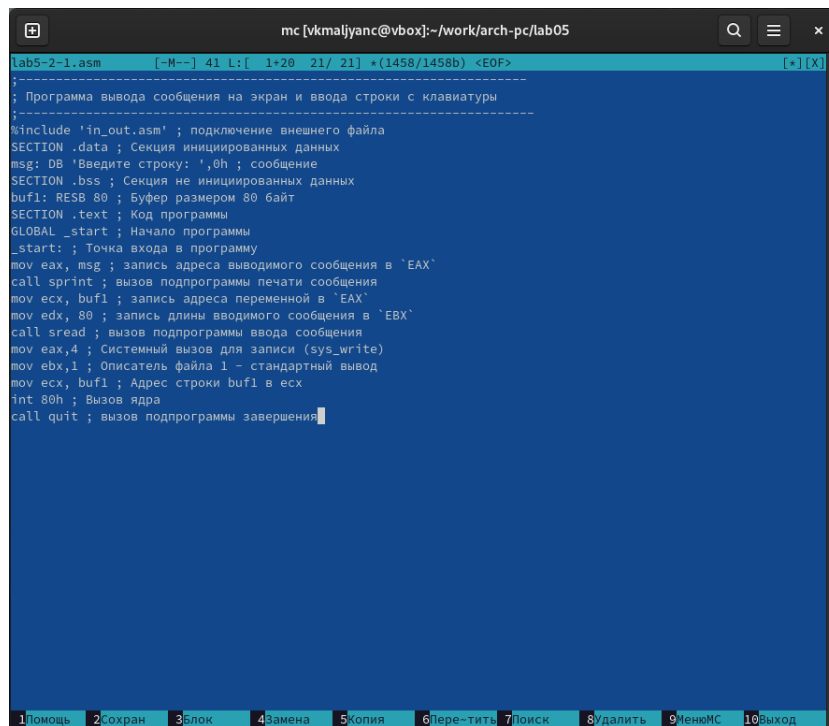 mc [vkmaljyanc@vbox]:~/work/arch-pc/lab05
lab5-2-1.asm [-M--] 41 L:[ 1+20 21/ 21] *(1458/1458b) <EOF> [*][X]
;--------------------------------------------------------------------
; Программа вывода сообщения на экран и ввода строки с клавиатуры
;---------------------------------------------------------------------
%include 'in_out.asm' ; подключение внешнего файла
SECTION .data ; Секция инициированных данных
msg: DB 'Введите строку: ',0h ; сообщение
SECTION .bss ; Секция не инициированных данных
buf1: RESB 80 ; Буфер размером 80 байт
SECTION .text ; Код программы
GLOBAL _start ; Начало программы
_start: ; Точка входа в программу
mov eax, msg ; запись адреса выводимого сообщения в `EAX`
call sprint ; вызов подпрограммы печати сообщения
mov ecx, buf1 ; запись адреса переменной в `EAX`
mov edx, 80 ; запись длины вводимого сообщения в `EBX`
call sread ; вызов подпрограммы ввода сообщения
mov eax,4 ; Системный вызов для записи (sys_write)
mov ebx,1 ; Описатель файла 1 - стандартный вывод
mov ecx, buf1 ; Адрес строки buf1 в ecx
int 80h ; Вызов ядра
call quit ; вызов подпрограммы завершения
1Помощь 2Сохран 3Блок 4Замена 5Копия 6Пере~тить 7Поиск 8Удалить 9МенюMC 10Выход